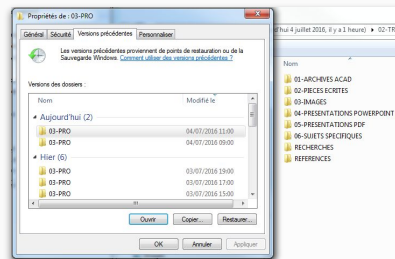 Propriétés de : 03-PRO
Général Sécurité Versions précédentes Personnaliser
Les versions précédentes proviennent de points de restauration ou de la
Sauvegarde Windows. Comment utiliser des versions précédentes ?
Versions des dossiers :
Nom Modifié le
Aujourd'hui (2)
03-PRO 04/07/2016 11:00
03-PRO 04/07/2016 09:00
Hier (6)
03-PRO 03/07/2016 19:00
03-PRO 03/07/2016 17:00
03-PRO 03/07/2016 15:00
Ouvrir Copier... Restaurer...
OK Annuler Appliquer
d'hui 4 juillet 2016, il y a 1 heure) 02-TR
Nom
01-ARCHIVES ACAD
02-PIECES ECRITES
03-IMAGES
04-PRESENTATIONS POWERPOINT
05-PRESENTATIONS PDF
06-SUJETS SPECIFIQUES
RECHERCHES
REFERENCES